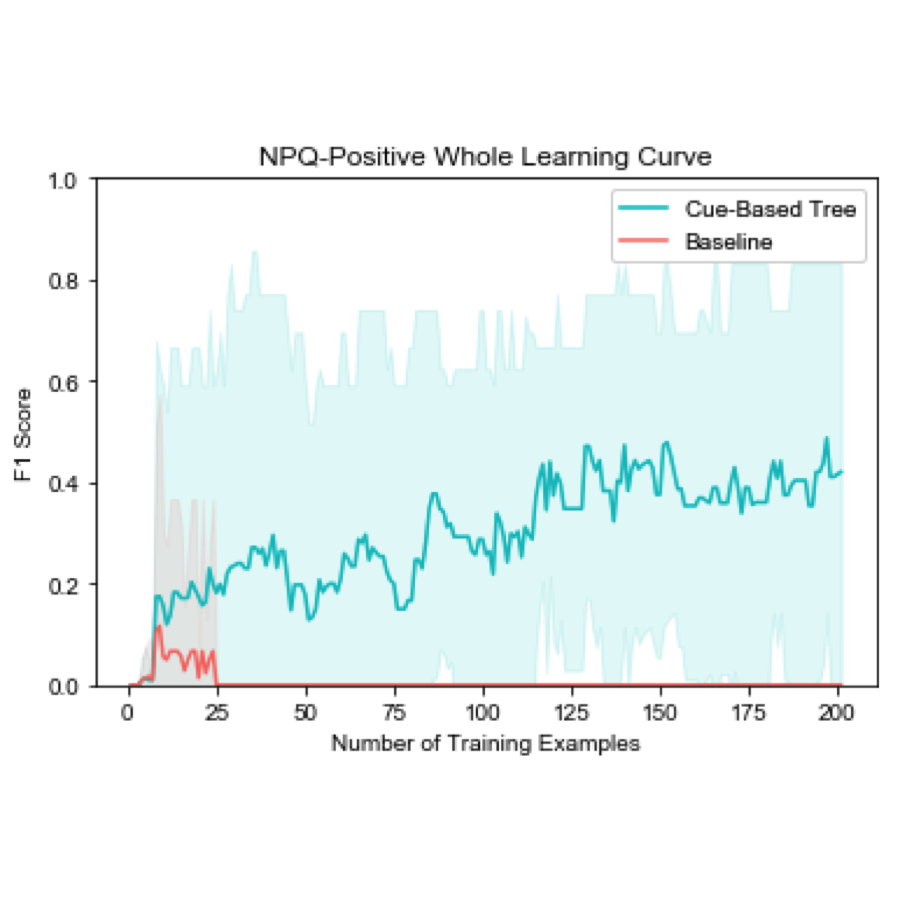 NPQ-Positive Whole Learning Curve
1.0
0.8
0.6
0.4
0.2
0.0
F1 Score
Cue-Based Tree
Baseline
0 25 50 75 100 125 150 175 200
Number of Training Examples